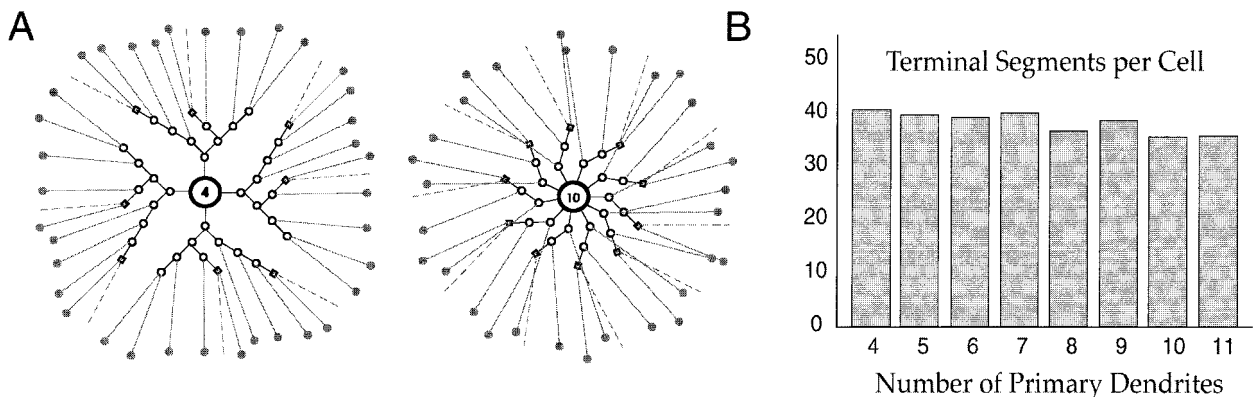 A
4
10
B
Terminal Segments per Cell
50
40
30
20
10
0
4 5 6 7 8 9 10 11
Number of Primary Dendrites